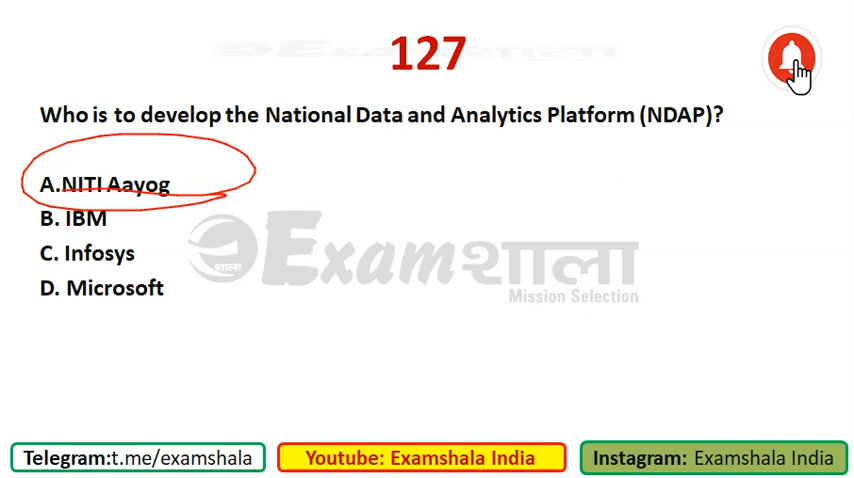 127
Who is to develop the National Data and Analytics Platform (NDAP)?
A.NITI Aayog
B. IBM
C. Infosys
D. Microsoft
शाला
Examशाला
Mission Selection
Telegram:t.me/examshala
Youtube: Examshala India
Instagram: Examshala India